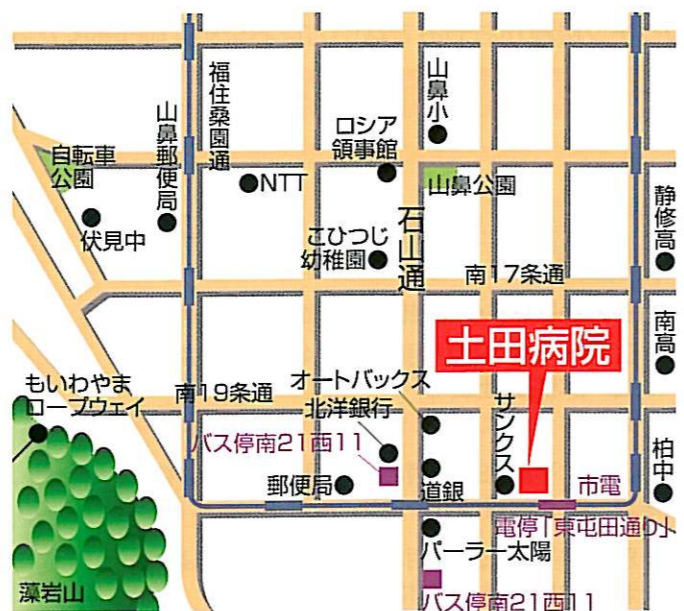 福住桑園通
山鼻郵便局
山鼻小
ロシア
領事館
自転車
公園
NTT
山鼻公園
伏見中
こひつじ
幼稚園
石山通
静修高
南17条通
南高
土田病院
もいわやま
ロープウェイ
南19条通
オートバックス
北洋銀行
サンクス
バス停南21西11
郵便局
道銀
市電
柏中
電停「東屯田通り」
パーラー太陽
藻岩山
バス停南21西11